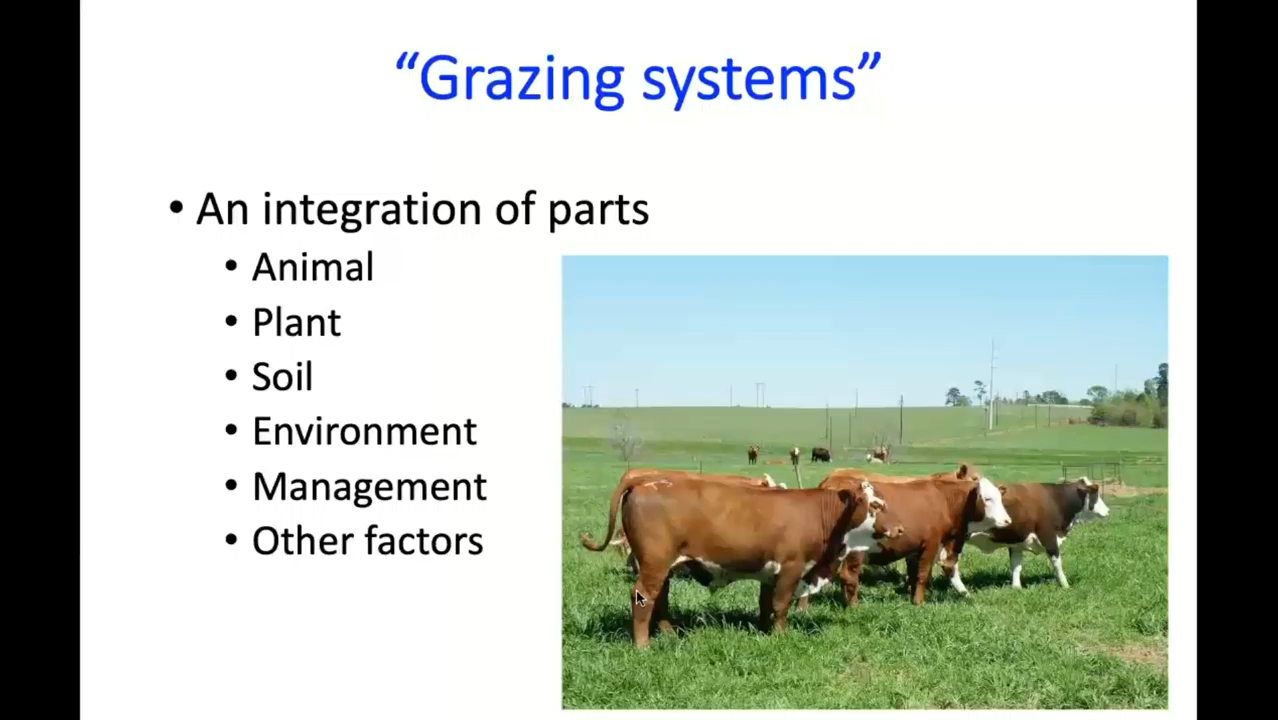 “Grazing systems”
• An integration of parts
• Animal
• Plant
• Soil
• Environment
• Management
• Other factors